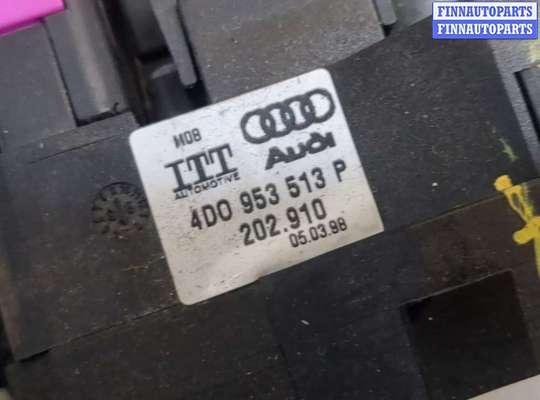 FINNAUTOPARTS
FINNAUTOPARTS
MOB
ITT
AUTOMOTIVE
Audi
4D0 953 513 P
202.910
05.03.98